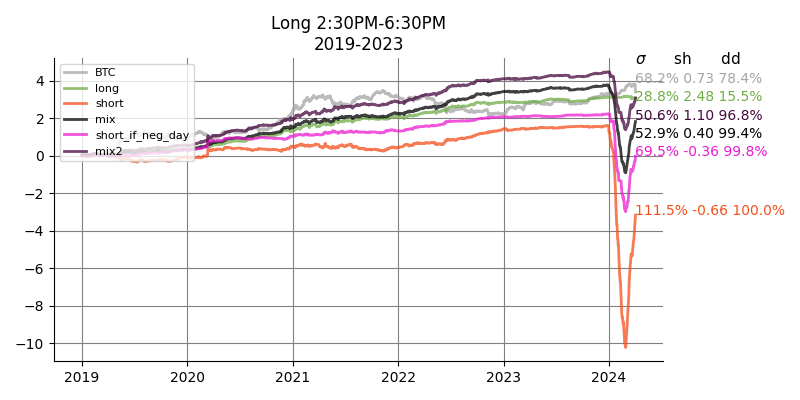 Long 2:30PM-6:30PM
2019-2023
σ sh dd
BTC
long
short
mix
short_if_neg_day
mix2
68.2% 0.73 78.4%
28.8% 2.48 15.5%
50.6% 1.10 96.8%
52.9% 0.40 99.4%
69.5% -0.36 99.8%
111.5% -0.66 100.0%
4
2
0
−2
−4
−6
−8
−10
2019 2020 2021 2022 2023 2024